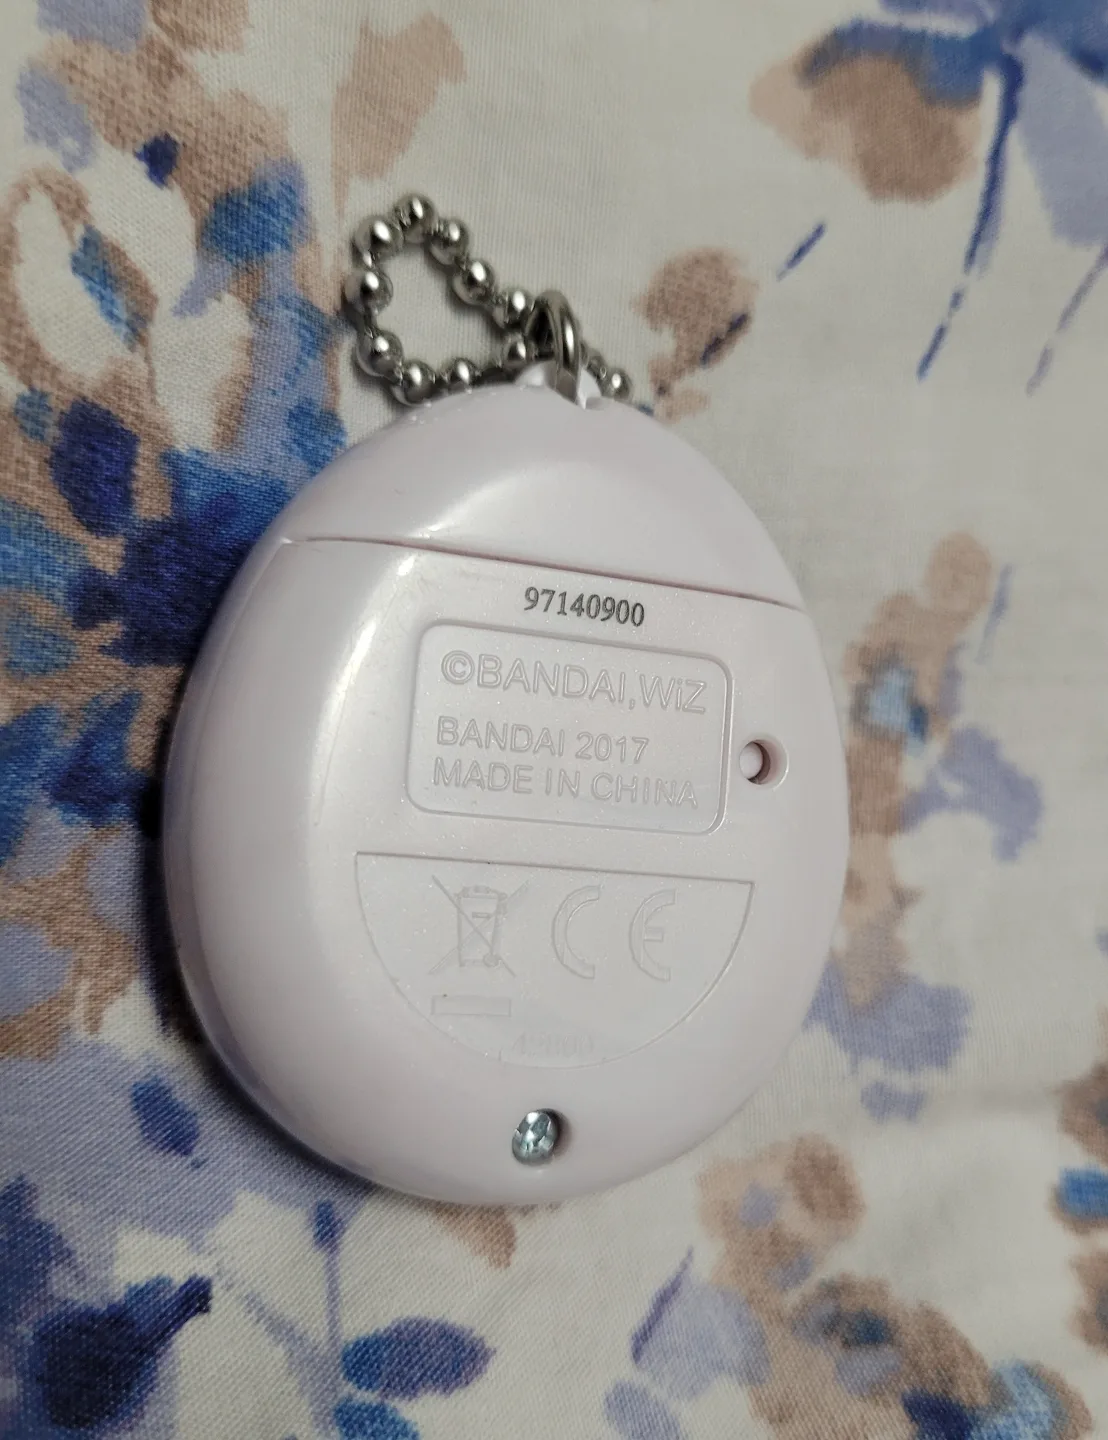 97140900
©BANDAI,WiZ
BANDAI 2017
MADE IN CHINA
CE